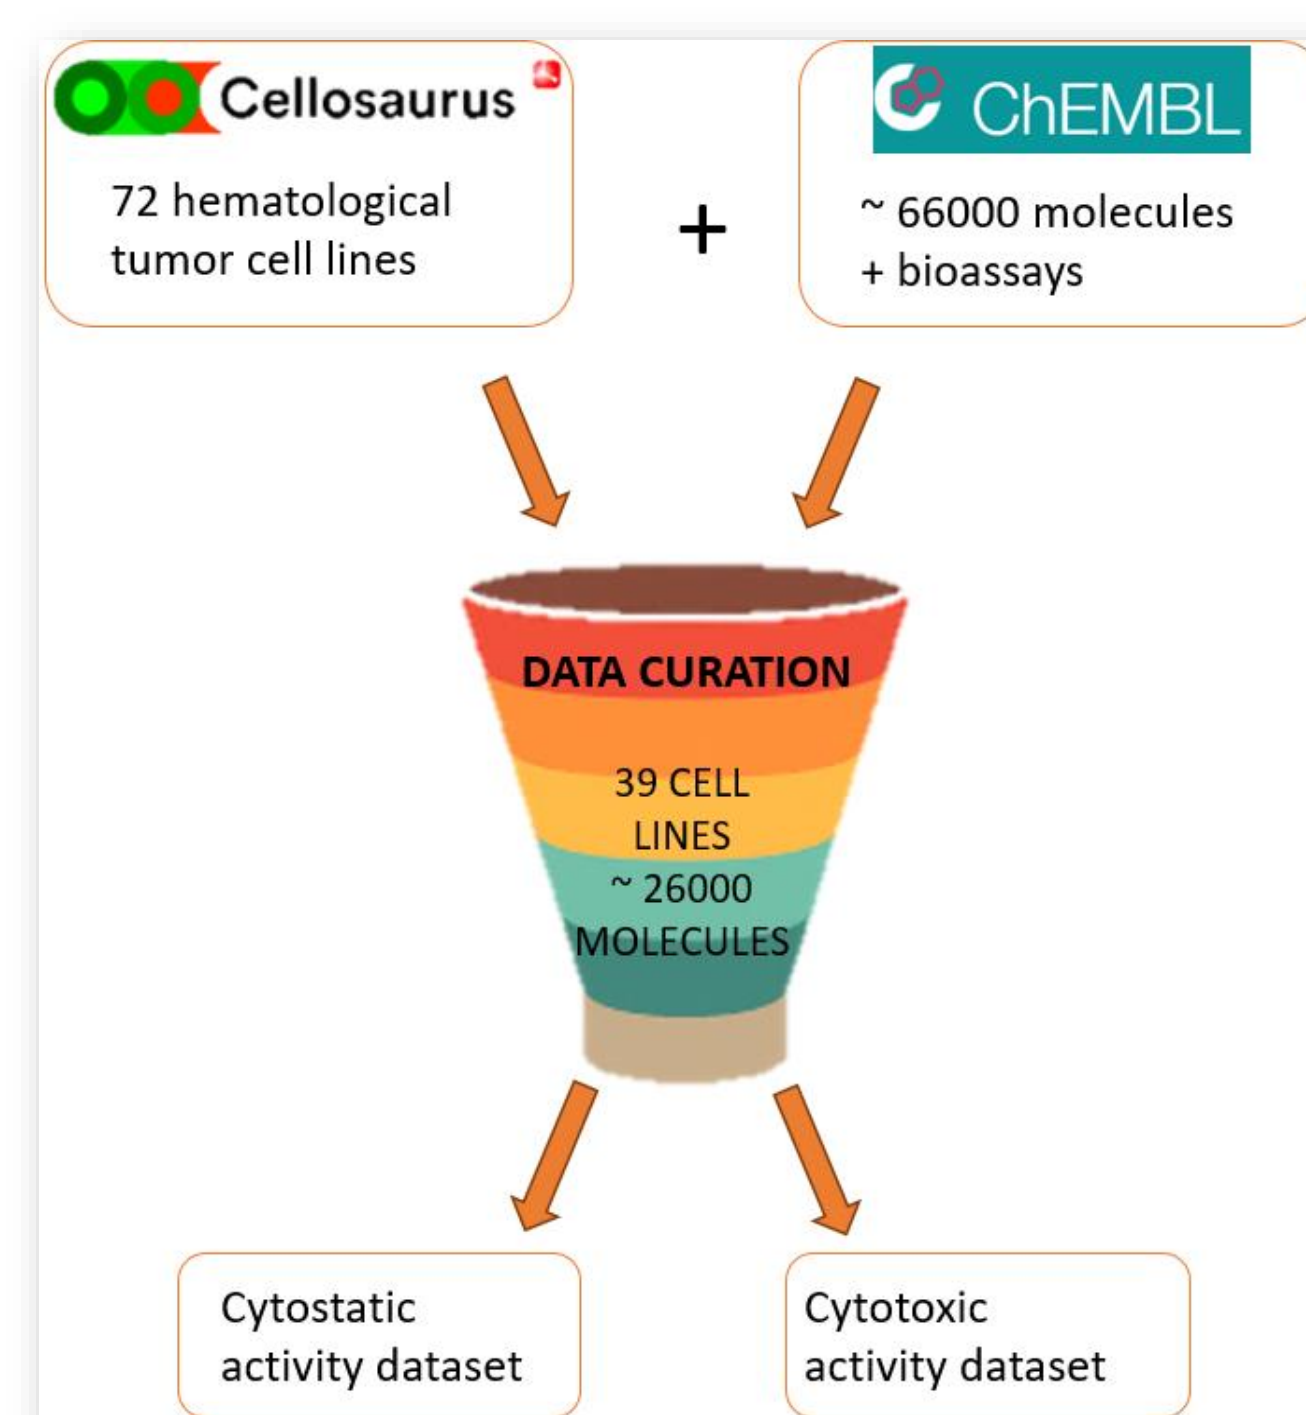 Cellosaurus
72 hematological
tumor cell lines
+
ChEMBL
~ 66000 molecules
+ bioassays
DATA CURATION
39 CELL
LINES
~ 26000
MOLECULES
Cytostatic
activity dataset
Cytotoxic
activity dataset